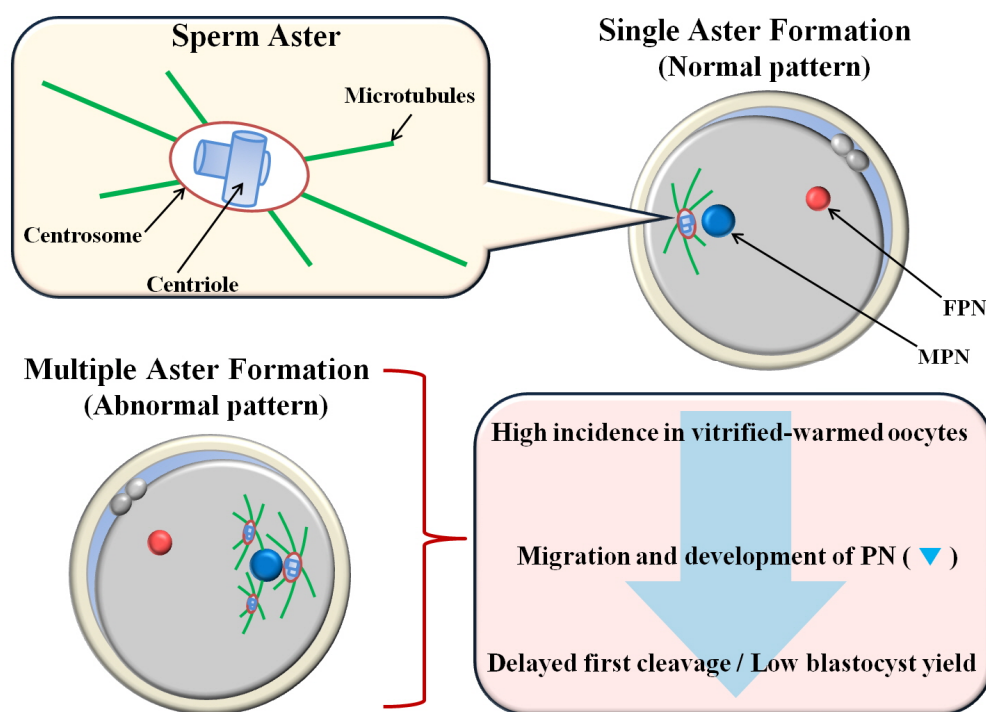 Sperm Aster
Microtubules
Centrosome
Centriole
Single Aster Formation
(Normal pattern)
FPN
MPN
Multiple Aster Formation
(Abnormal pattern)
High incidence in vitrified-warmed oocytes
Migration and development of PN ( ▼ )
Delayed first cleavage / Low blastocyst yield